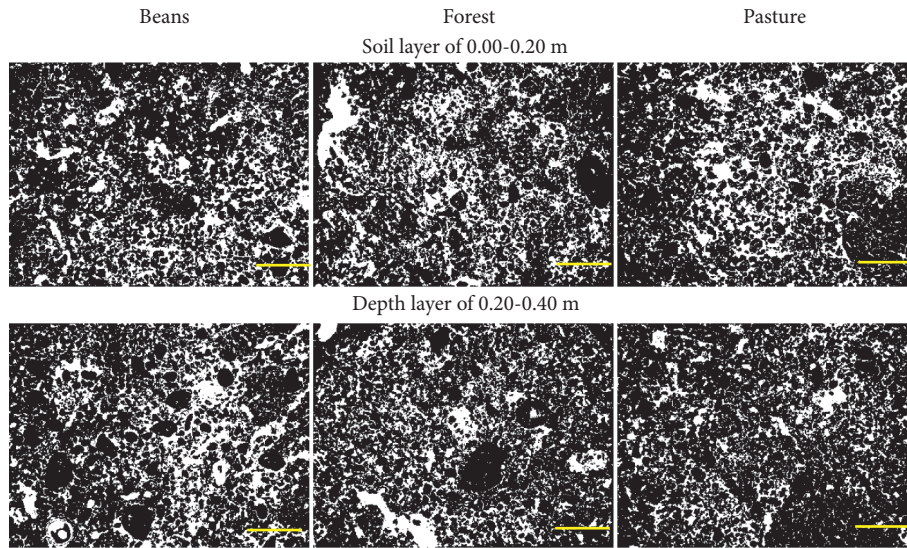 Beans Forest Pasture
Soil layer of 0.00-0.20 m
Depth layer of 0.20-0.40 m